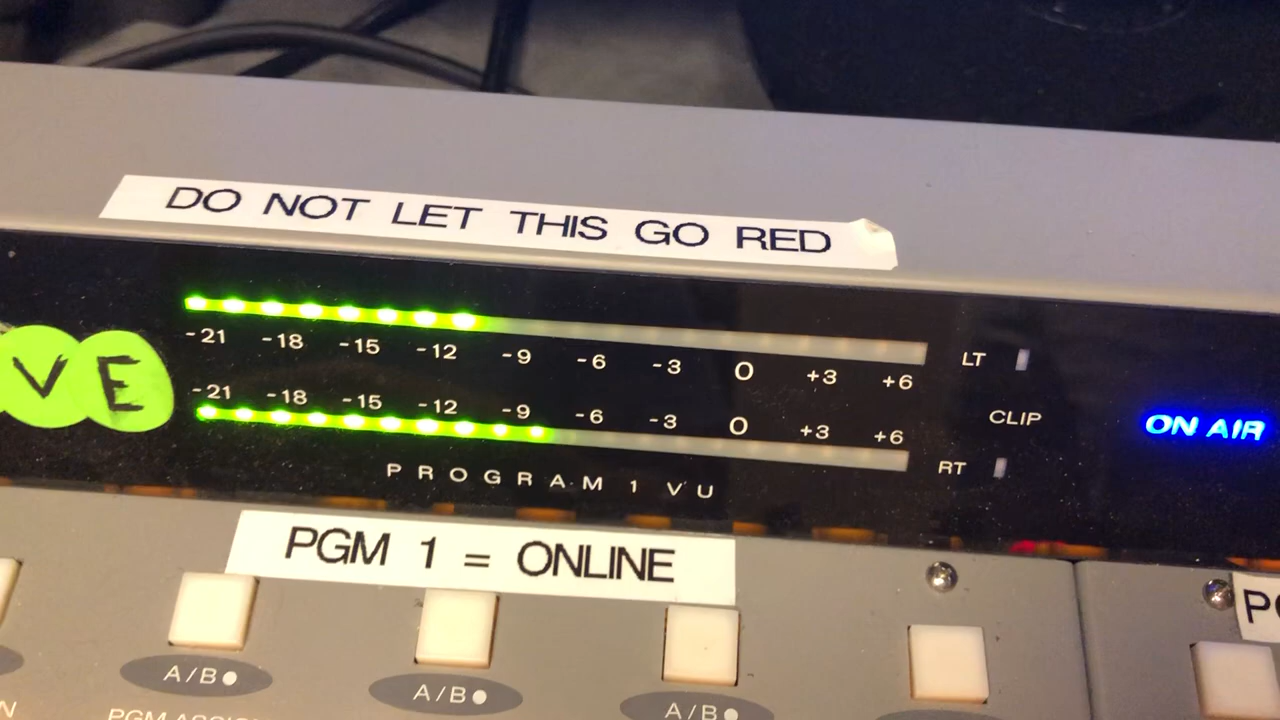 DO NOT LET THIS GO RED
-21 -18 -15 -12 -9 -6 -3 0 +3 +6 LT
VE
CLIP
ON AIR
-21 -18 -15 -12 -9 -6 -3 0 +3 +6 RT
PROGRAM 1 VU
PGM 1 = ONLINE
A/B
A/B
A/B